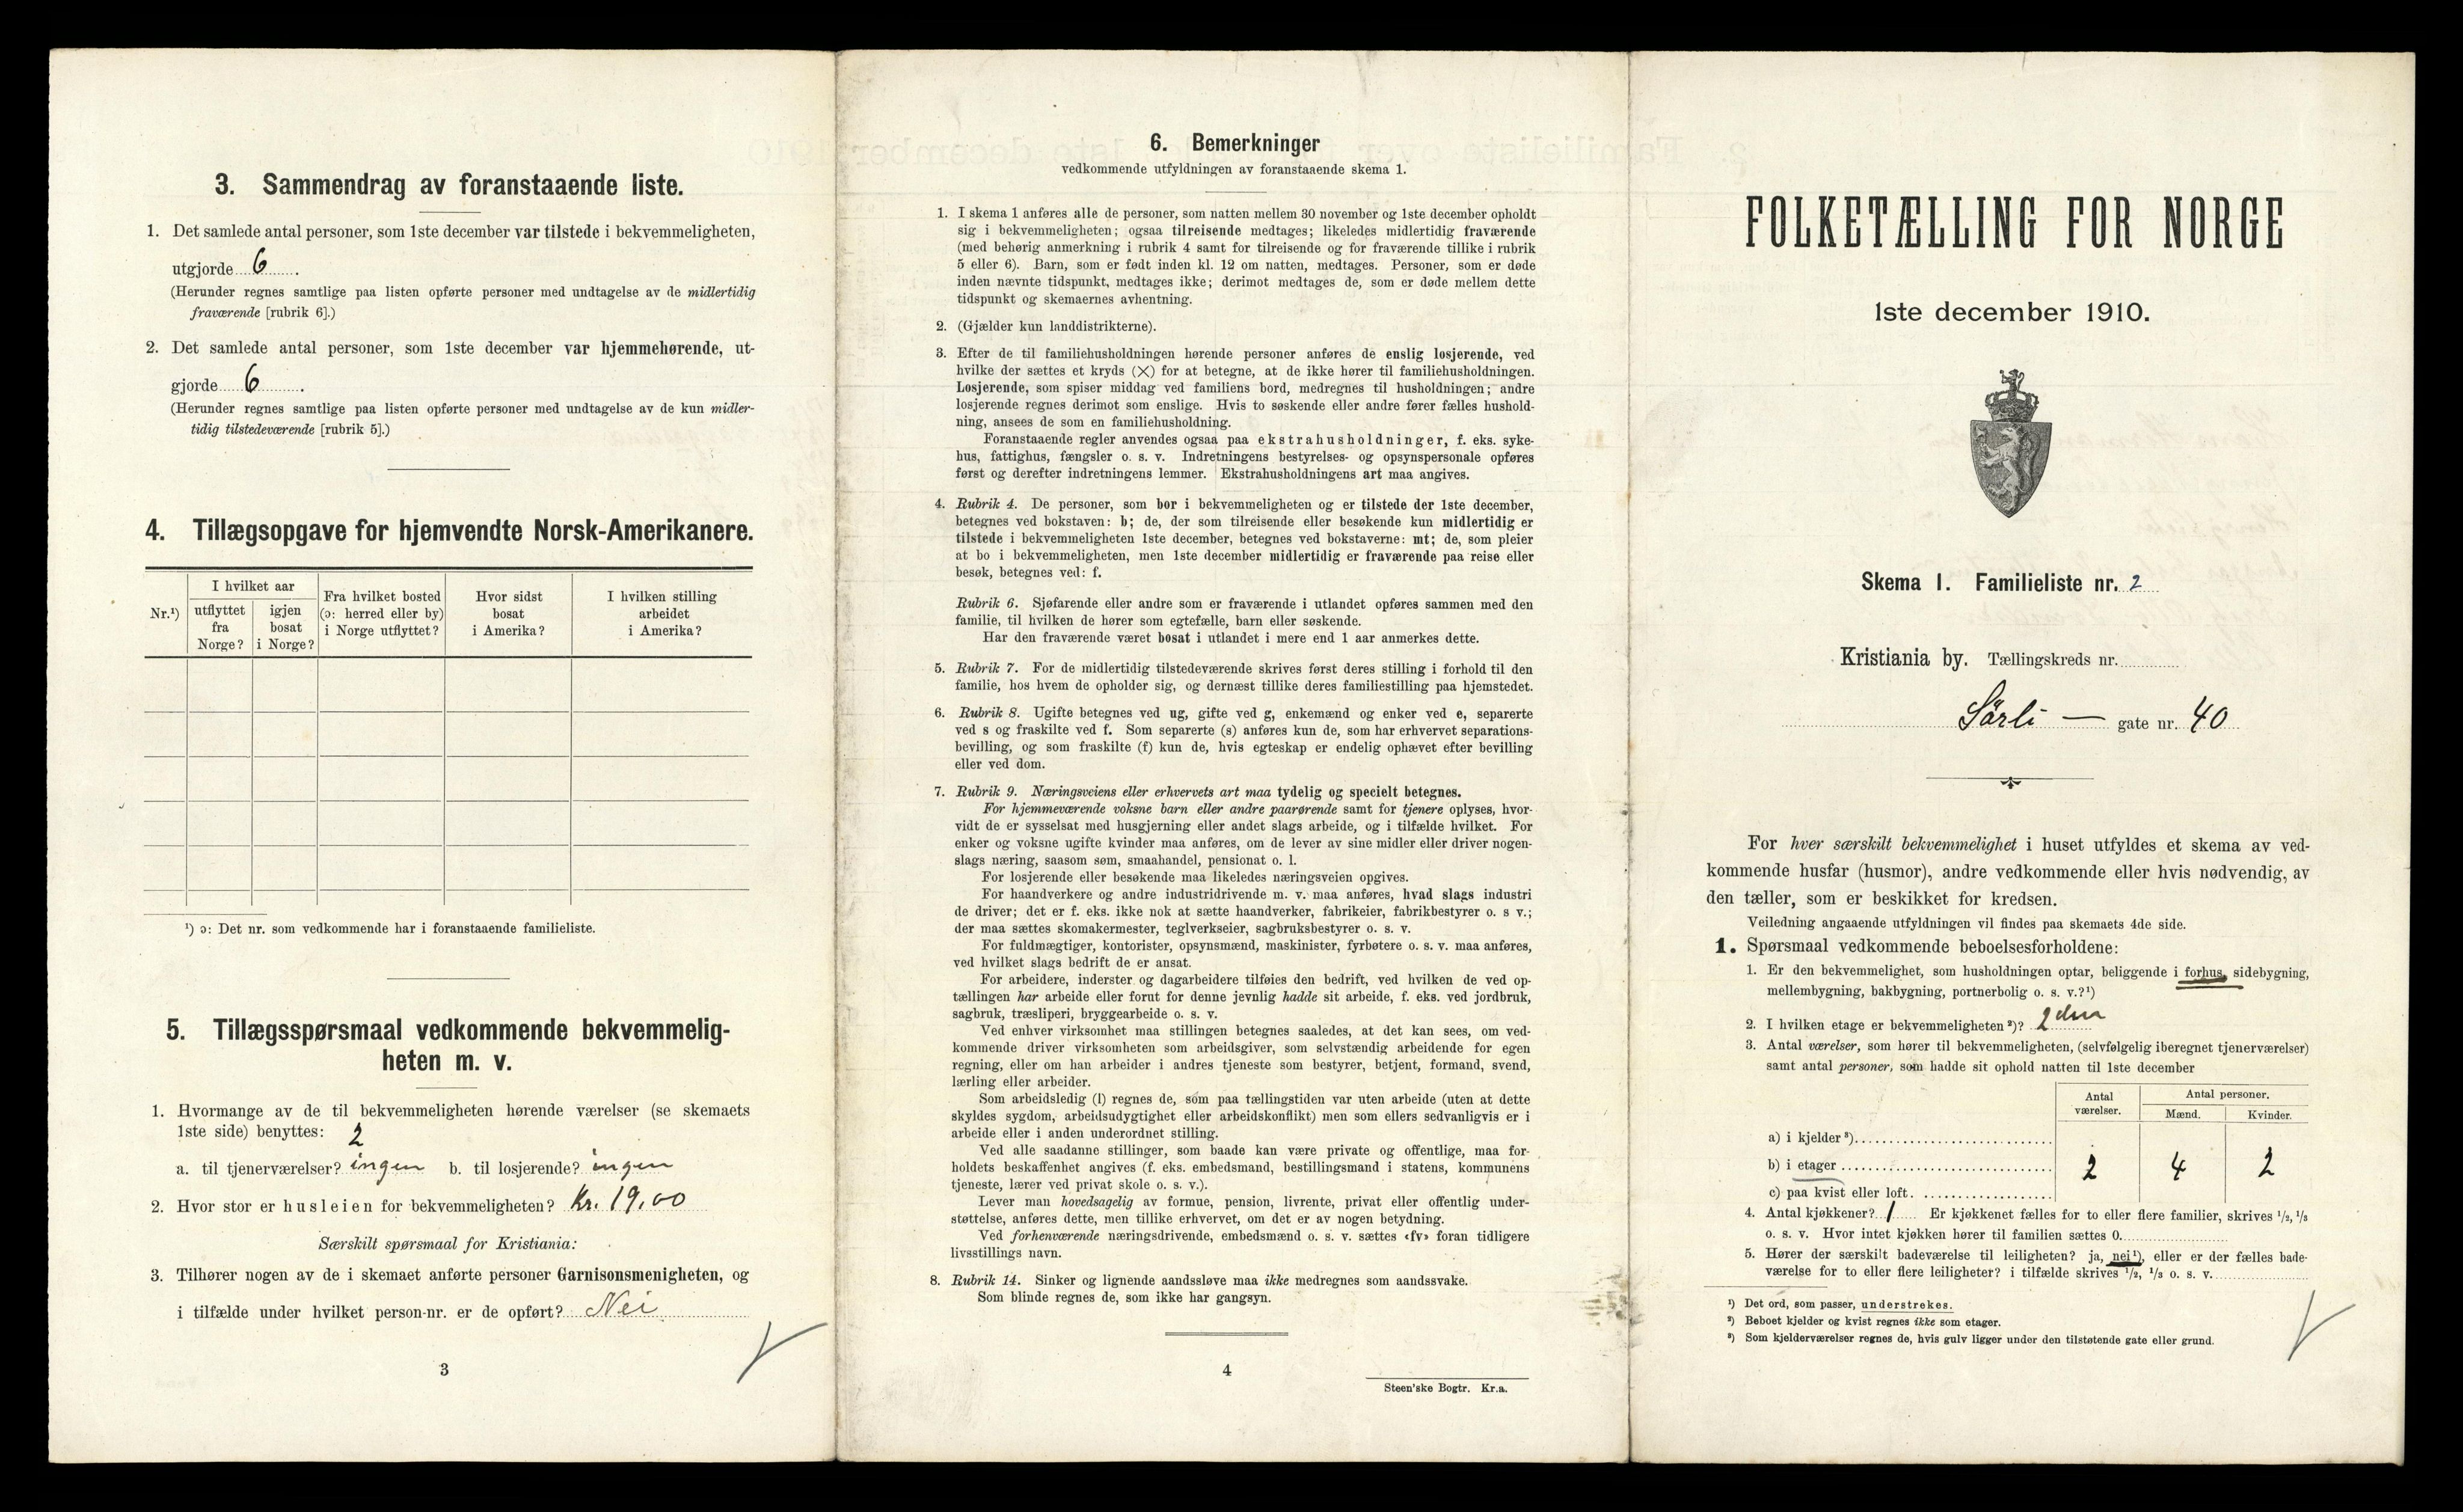 3. Sammendrag av foranstaaende liste.
1. Det samlede antal personer, som 1ste december var tilstede i bekvemmeligheten,
utgjorde 6.
(Herunder regnes samtlige paa listen opførte personer med undtagelse av de midlertidig
fraværende [rubrik 6].)
2. Det samlede antal personer, som 1ste december var hjemmehørende, ut-
gjorde 6.
(Herunder regnes samtlige paa listen opførte personer med undtagelse av de kun midler-
tidig tilstedeværende [rubrik 5].)
4. Tillægsopgave for hjemvendte Norsk-Amerikanere.
Nr.¹)
I hvilket aar
utflyttet
fra
Norge?
igjen
bosat
i Norge?
Fra hvilket bosted
(ɔ: herred eller by)
i Norge utflyttet?
Hvor sidst
bosat
i Amerika?
I hvilken stilling
arbeidet
i Amerika?
¹) ɔ: Det nr. som vedkommende har i foranstaaende familieliste.
5. Tillægsspørsmaal vedkommende bekvemmelig-
heten m. v.
1. Hvormange av de til bekvemmeligheten hørende værelser (se skemaets
1ste side) benyttes: 2
a. til tjenerværelser? ingen b. til losjerende? ingen
2. Hvor stor er husleien for bekvemmeligheten? Kr. 19,00
Særskilt spørsmaal for Kristiania:
3. Tilhører nogen av de i skemaet anførte personer Garnisonsmenigheten, og
i tilfælde under hvilket person-nr. er de opført? Nei
3
6. Bemerkninger
vedkommende utfyldningen av foranstaaende skema 1.
1. I skema 1 anføres alle de personer, som natten mellem 30 november og 1ste december opholdt
sig i bekvemmeligheten; ogsaa tilreisende medtages; likeledes midlertidig fraværende
(med behørig anmerkning i rubrik 4 samt for tilreisende og for fraværende tillike i rubrik
5 eller 6). Barn, som er født inden kl. 12 om natten, medtages. Personer, som er døde
inden nævnte tidspunkt, medtages ikke; derimot medtages de, som er døde mellem dette
tidspunkt og skemaernes avhentning.
2. (Gjælder kun landdistrikterne).
3. Efter de til familiehusholdningen hørende personer anføres de enslig losjerende, ved
hvilke der sættes et kryds (×) for at betegne, at de ikke hører til familiehusholdningen.
Losjerende, som spiser middag ved familiens bord, medregnes til husholdningen; andre
losjerende regnes derimot som enslige. Hvis to søskende eller andre fører fælles hushold-
ning, ansees de som en familiehusholdning.
Foranstaaende regler anvendes ogsaa paa ekstrahusholdninger, f. eks. syke-
hus, fattighus, fængsler o. s. v. Indretningens bestyrelses- og opsynspersonale opføres
først og derefter indretningens lemmer. Ekstrahusholdningens art maa angives.
4. Rubrik 4. De personer, som bor i bekvemmeligheten og er tilstede der 1ste december,
betegnes ved bokstaven: b; de, der som tilreisende eller besøkende kun midlertidig er
tilstede i bekvemmeligheten 1ste december, betegnes ved bokstaverne: mt; de, som pleier
at bo i bekvemmeligheten, men 1ste december midlertidig er fraværende paa reise eller
besøk, betegnes ved: f.
Rubrik 6. Sjøfarende eller andre som er fraværende i utlandet opføres sammen med den
familie, til hvilken de hører som egtefælle, barn eller søskende.
Har den fraværende været bosat i utlandet i mere end 1 aar anmerkes dette.
5. Rubrik 7. For de midlertidig tilstedeværende skrives først deres stilling i forhold til den
familie, hos hvem de opholder sig, og dernæst tillike deres familiestilling paa hjemstedet.
6. Rubrik 8. Ugifte betegnes ved ug, gifte ved g, enkemænd og enker ved e, separerte
ved s og fraskilte ved f. Som separerte (s) anføres kun de, som har erhvervet separations-
bevilling, og som fraskilte (f) kun de, hvis egteskap er endelig ophævet efter bevilling
eller ved dom.
7. Rubrik 9. Næringsveiens eller erhvervets art maa tydelig og specielt betegnes.
For hjemmeværende voksne barn eller andre paarørende samt for tjenere oplyses, hvor-
vidt de er sysselsat med husgjerning eller andet slags arbeide, og i tilfælde hvilket. For
enker og voksne ugifte kvinder maa anføres, om de lever av sine midler eller driver nogen-
slags næring, saasom søm, smaahandel, pensionat o. l.
For losjerende eller besøkende maa likeledes næringsveien opgives.
For haandverkere og andre industridrivende m. v. maa anføres, hvad slags industri
de driver; det er f. eks. ikke nok at sætte haandverker, fabrikeier, fabrikbestyrer o. s v.;
der maa sættes skomakermester, teglverkseier, sagbruksbestyrer o. s. v.
For fuldmægtiger, kontorister, opsynsmænd, maskinister, fyrbøtere o. s. v. maa anføres,
ved hvilket slags bedrift de er ansat.
For arbeidere, inderster og dagarbeidere tilføies den bedrift, ved hvilken de ved op-
tællingen har arbeide eller forut for denne jevnlig hadde sit arbeide, f. eks. ved jordbruk,
sagbruk, træsliperi, bryggearbeide o. s. v.
Ved enhver virksomhet maa stillingen betegnes saaledes, at det kan sees, om ved-
kommende driver virksomheten som arbeidsgiver, som selvstændig arbeidende for egen
regning, eller om han arbeider i andres tjeneste som bestyrer, betjent, formand, svend,
lærling eller arbeider.
Som arbeidsledig (l) regnes de, som paa tællingstiden var uten arbeide (uten at dette
skyldes sygdom, arbeidsudygtighet eller arbeidskonflikt) men som ellers sedvanligvis er i
arbeide eller i anden underordnet stilling.
Ved alle saadanne stillinger, som baade kan være private og offentlige, maa for-
holdets beskaffenhet angives (f. eks. embedsmand, bestillingsmand i statens, kommunens
tjeneste, lærer ved privat skole o. s. v.).
Lever man hovedsagelig av formue, pension, livrente, privat eller offentlig under-
støttelse, anføres dette, men tillike erhvervet, om det er av nogen betydning.
Ved forhenværende næringsdrivende, embedsmænd o. s. v. sættes «fv» foran tidligere
livsstillings navn.
8. Rubrik 14. Sinker og lignende aandssløve maa ikke medregnes som aandssvake.
Som blinde regnes de, som ikke har gangsyn.
4
Steen'ske Bogtr. Kr.a.
FOLKETÆLLING FOR NORGE
1ste december 1910.
Skema 1. Familieliste nr. 2
Kristiania by. Tællingskreds nr.
Sörli — gate nr. 40
For hver særskilt bekvemmelighet i huset utfyldes et skema av ved-
kommende husfar (husmor), andre vedkommende eller hvis nødvendig, av
den tæller, som er beskikket for kredsen.
Veiledning angaaende utfyldningen vil findes paa skemaets 4de side.
1. Spørsmaal vedkommende beboelsesforholdene:
1. Er den bekvemmelighet, som husholdningen optar, beliggende i forhus, sidebygning,
mellembygning, bakbygning, portnerbolig o. s. v.?¹)
2. I hvilken etage er bekvemmeligheten²)? 2den
3. Antal værelser, som hører til bekvemmeligheten, (selvfølgelig iberegnet tjenerværelser)
samt antal personer, som hadde sit ophold natten til 1ste december
Antal
værelser.
Antal personer.
Mænd. Kvinder.
a) i kjelder³)
b) i etager 2 4 2
c) paa kvist eller loft.
4. Antal kjøkkener? 1 Er kjøkkenet fælles for to eller flere familier, skrives ¹/₂, ¹/₃
o. s. v. Hvor intet kjøkken hører til familien sættes 0.
5. Hører der særskilt badeværelse til leiligheten? ja, nei¹), eller er der fælles bade-
værelse for to eller flere leiligheter? i tilfælde skrives ¹/₂, ¹/₃ o. s. v.
¹) Det ord, som passer, understrekes.
²) Beboet kjelder og kvist regnes ikke som etager.
³) Som kjelderværelser regnes de, hvis gulv ligger under den tilstøtende gate eller grund.